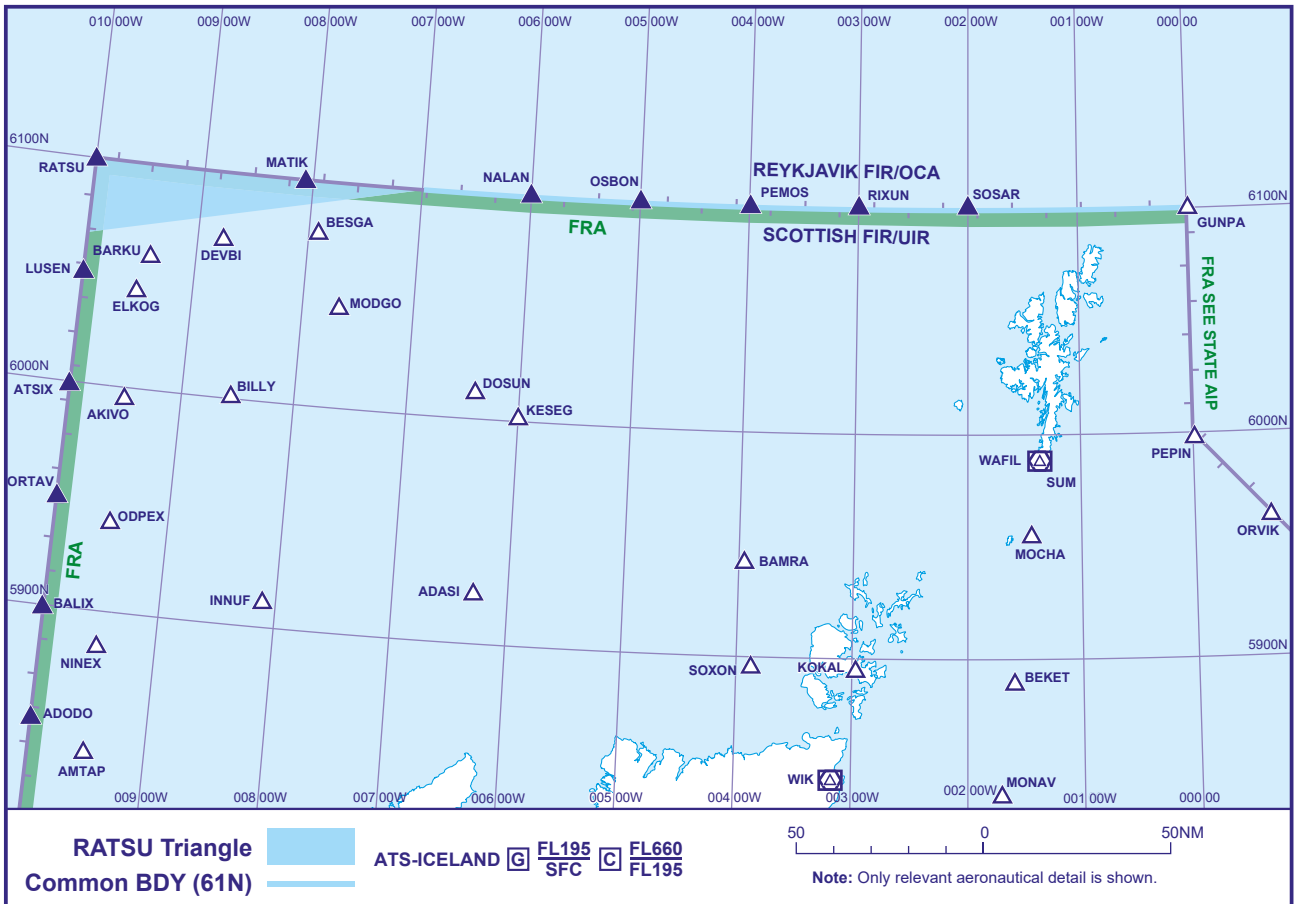 010 00W 009 00W 008 00W 007 00W 006 00W 005 00W 004 00W 003 00W 002 00W 001 00W 000 00
6100N
RATSU
MATIK
NALAN
OSBON
REYKJAVIK FIR/OCA
PEMOS
RIXUN
SOSAR
6100N
GUNPA
FRA
SCOTTISH FIR/UIR
BESGA
DEVBI
BARKU
LUSEN
ELKOG
MODGO
FRA SEE STATE AIP
6000N
ATSIX
AKIVO
BILLY
DOSUN
KESEG
6000N
PEPIN
WAFIL
SUM
ORTAV
ODPEX
FRA
MOCHA
ORVIK
BAMRA
5900N
BALIX
INNUF
ADASI
5900N
NINEX
SOXON
KOKAL
BEKET
ADODO
AMTAP
WIK
MONAV
009 00W 008 00W 007 00W 006 00W 005 00W 004 00W 003 00W 002 00W 001 00W 000 00
RATSU Triangle
Common BDY (61N)
ATS-ICELAND G FL195 SFC C FL660 FL195
50 0 50NM
Note: Only relevant aeronautical detail is shown.